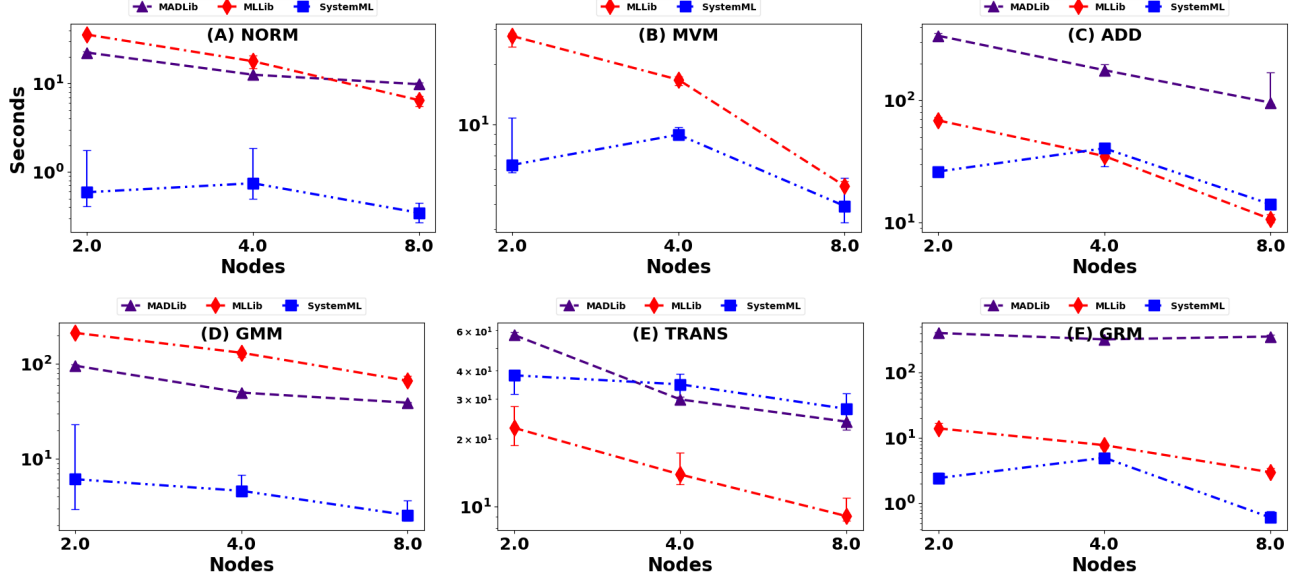 MADLib MLLib SystemML
(A) NORM
Seconds
10¹
10⁰
2.0 4.0 8.0
Nodes
MLLib SystemML
(B) MVM
10¹
2.0 4.0 8.0
Nodes
MADLib MLLib SystemML
(C) ADD
10²
10¹
2.0 4.0 8.0
Nodes
MADLib MLLib SystemML
(D) GMM
10²
10¹
2.0 4.0 8.0
Nodes
MADLib MLLib SystemML
(E) TRANS
6 × 10¹
4 × 10¹
3 × 10¹
2 × 10¹
10¹
2.0 4.0 8.0
Nodes
MADLib MLLib SystemML
(F) GRM
10²
10¹
10⁰
2.0 4.0 8.0
Nodes